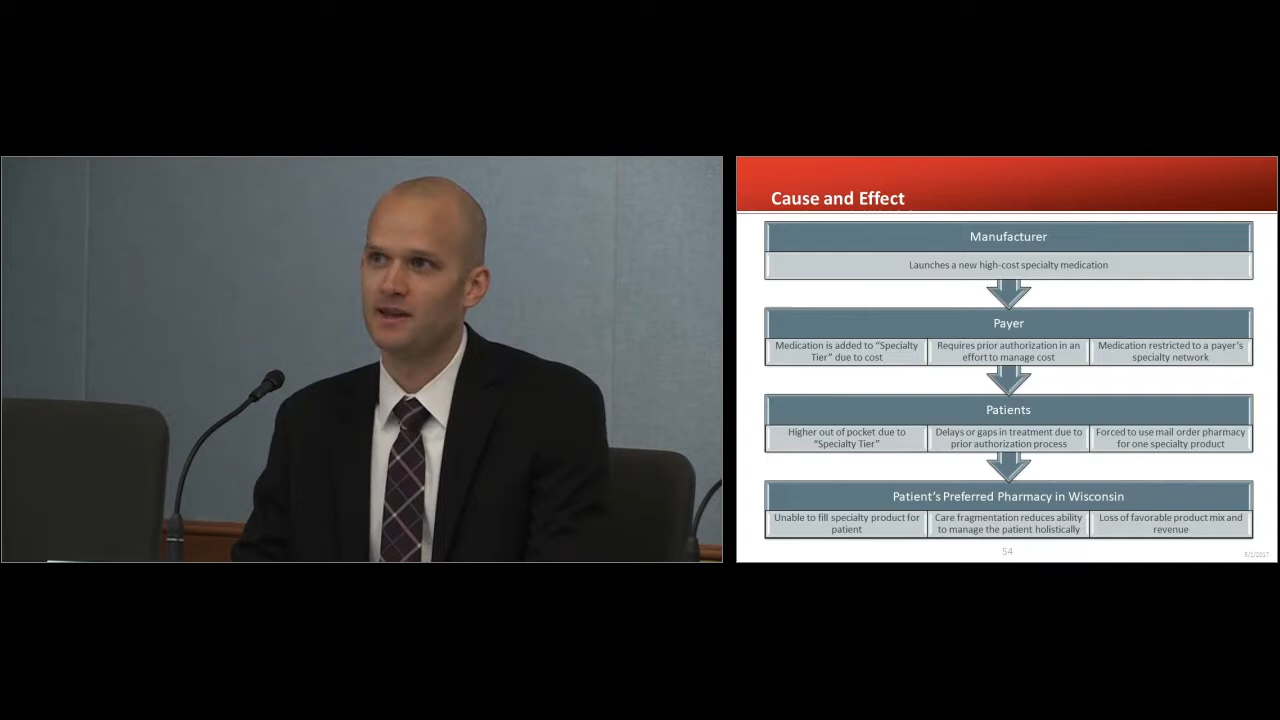 Cause and Effect
Manufacturer
Launches a new high-cost specialty medication
Payer
Medication is added to “Specialty
Tier” due to cost
Requires prior authorization in an
effort to manage cost
Medication restricted to a payer’s
specialty network
Patients
Higher out of pocket due to
“Specialty Tier”
Delays or gaps in treatment due to
prior authorization process
Forced to use mail order pharmacy
for one specialty product
Patient’s Preferred Pharmacy in Wisconsin
Unable to fill specialty product for
patient
Care fragmentation reduces ability
to manage the patient holistically
Loss of favorable product mix and
revenue
54
5/1/2017